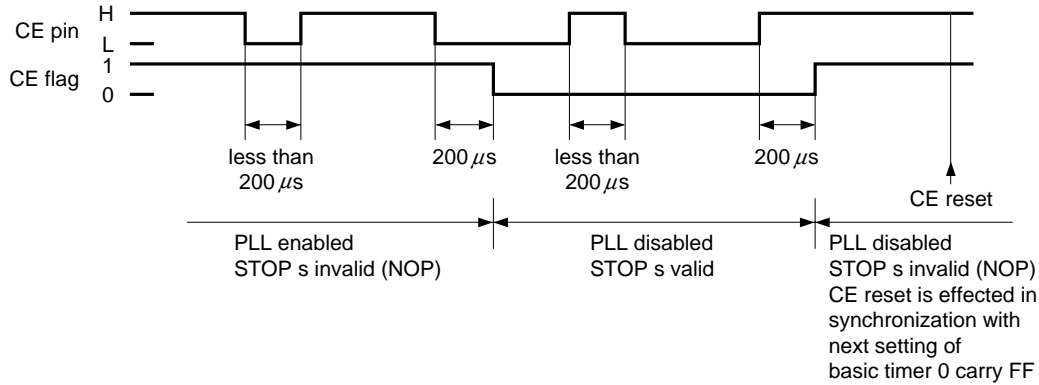 H
CE pin
L
1
CE flag
0
less than
200 μs
200 μs
less than
200 μs
200 μs
CE reset
PLL enabled
STOP s invalid (NOP)
PLL disabled
STOP s valid
PLL disabled
STOP s invalid (NOP)
CE reset is effected in
synchronization with
next setting of
basic timer 0 carry FF